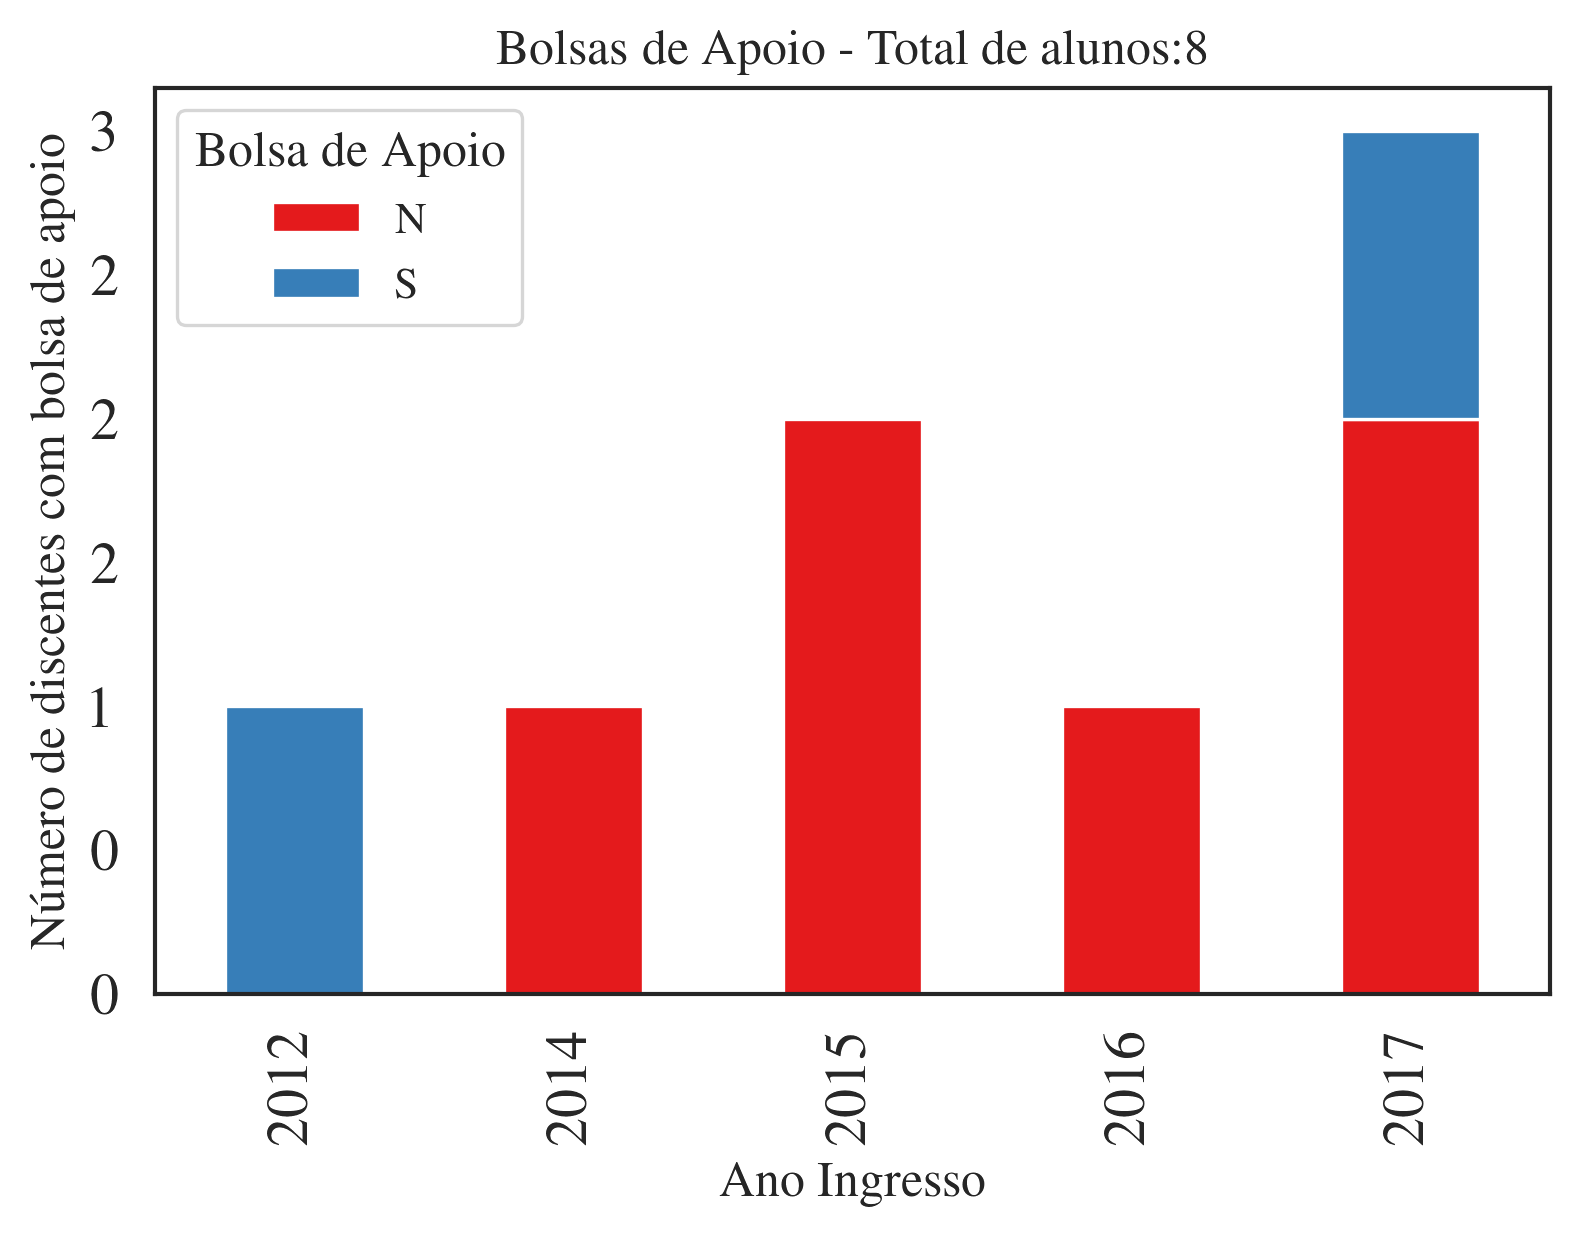 Bolsas de Apoio - Total de alunos:8
Bolsa de Apoio
N
S
Número de discentes com bolsa de apoio
3
2
2
2
1
0
0
2012
2014
2015
2016
2017
Ano Ingresso